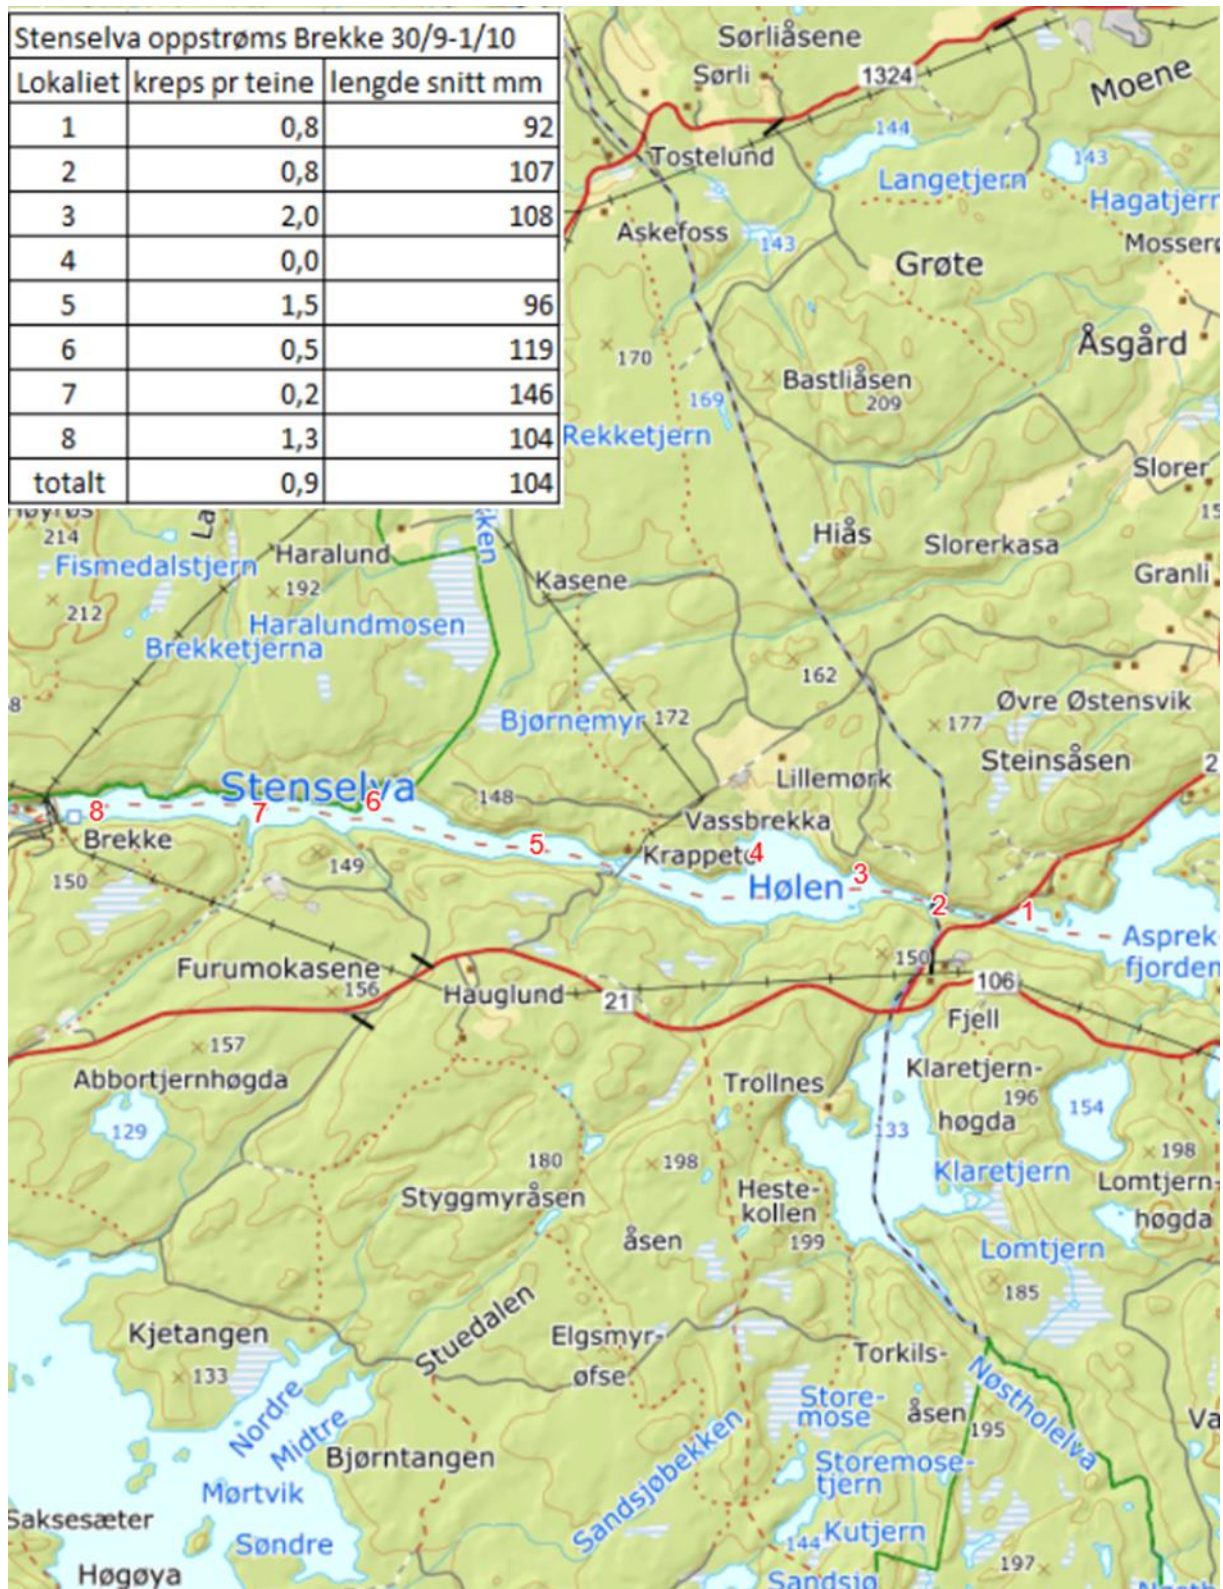 Stenselva oppstrøms Brekke 30/9-1/10
Lokaliet kreps pr teine lengde snitt mm
1 0,8 92
2 0,8 107
3 2,0 108
4 0,0
5 1,5 96
6 0,5 119
7 0,2 146
8 1,3 104
totalt 0,9 104
Sørliåsene
Sørli
1324
Moene
144
Tostelund
143
Langetjern
Hagatjern
Askefoss
143
Grøte
Åsgård
170
Bastliåsen
209
169
Rekketjern
Slorer
Hiås
214
Haralund
Slorerkasa
Fismedalstjern
192
Kasene
Granli
212
Haralundmosen
Brekketjerna
162
Bjørnemyr
172
177
Øvre Østensvik
Steinsåsen
Stenselva
Lillemørk
148
8
7
6
Brekke
5
Vassbrekka
149
Krappeto
4
150
3
Hølen
2
1
Asprek-
fjorden
150
Furumokasene
156
Hauglund
21
106
Fjell
157
Abbortjernhøgda
Trollnes
Klaretjern-
196
høgda
129
133
154
180
198
198
Styggmyråsen
Heste-
kollen
Klaretjern
Lomtjern-
høgda
åsen
199
Lomtjern
185
Kjetangen
Stuedalen
Elgsmyr-
øfse
Torkils-
åsen
133
Nordre
Midtre
Store-
mose
195
Nøstholelva
Bjørntangen
Sandsjøbekken
Storemose-
tjern
Mørtvik
Saksesæter
Søndre
144
Kutjern
197
Høgøya
Sandsjø